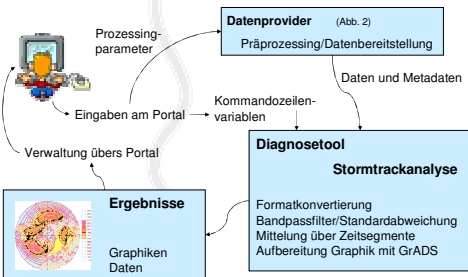 Datenprovider (Abb. 2)
Präprozessing/Datenbereitstellung
Prozessing-
parameter
Daten und Metadaten
Eingaben am Portal
Kommandozeilen-
variablen
Verwaltung übers Portal
Diagnosetool
Stormtrackanalyse
Formatkonvertierung
Bandpassfilter/Standardabweichung
Mittelung über Zeitsegmente
Aufbereitung Graphik mit GrADS
Ergebnisse
Graphiken
Daten